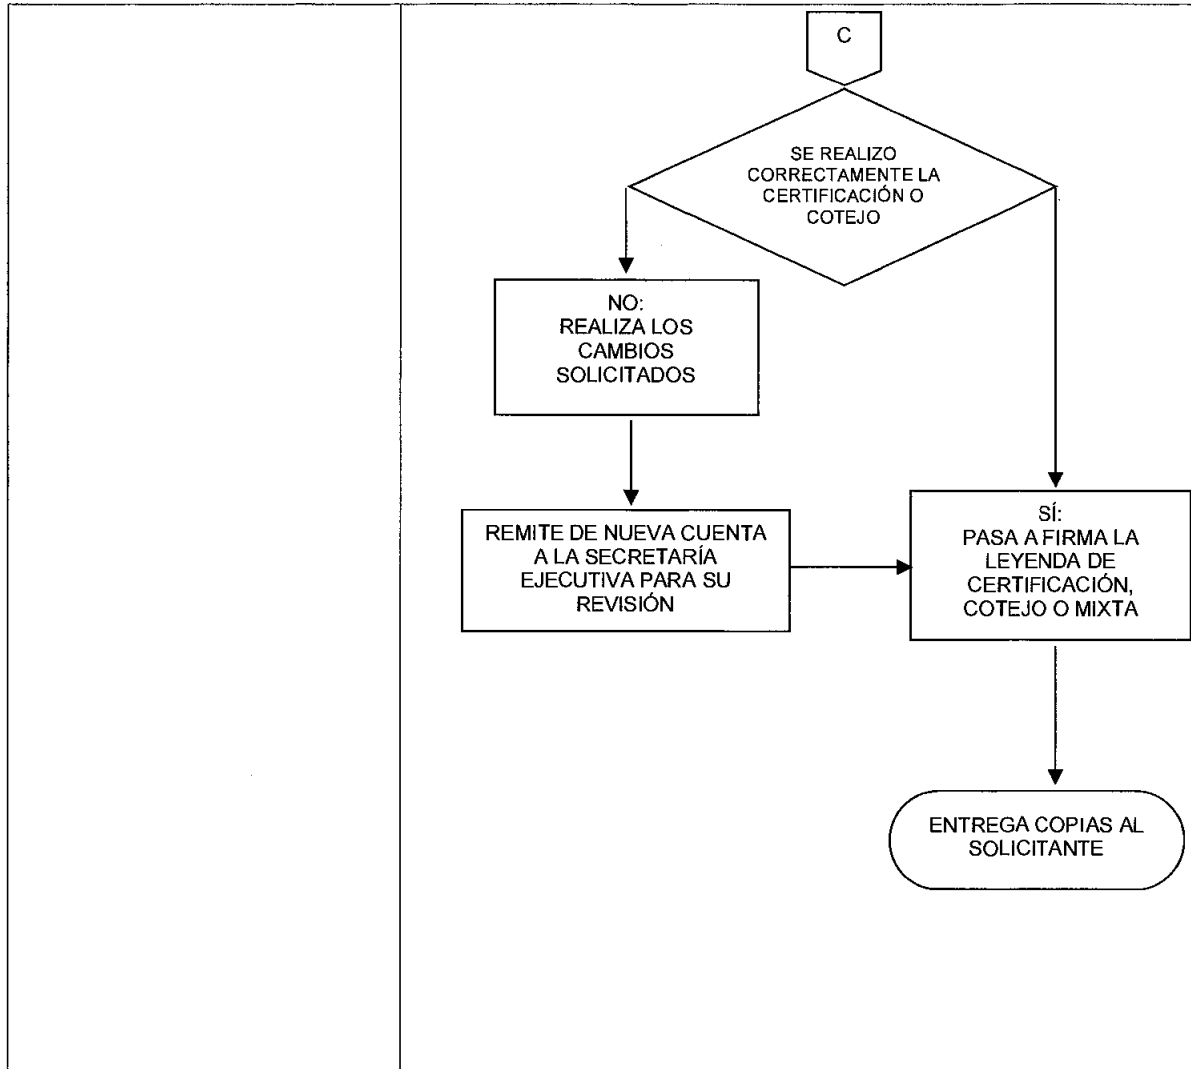 C
SE REALIZO
CORRECTAMENTE LA
CERTIFICACIÓN O
COTEJO
NO:
REALIZA LOS
CAMBIOS
SOLICITADOS
REMITE DE NUEVA CUENTA
A LA SECRETARÍA
EJECUTIVA PARA SU
REVISIÓN
SÍ:
PASA A FIRMA LA
LEYENDA DE
CERTIFICACIÓN,
COTEJO O MIXTA
ENTREGA COPIAS AL
SOLICITANTE